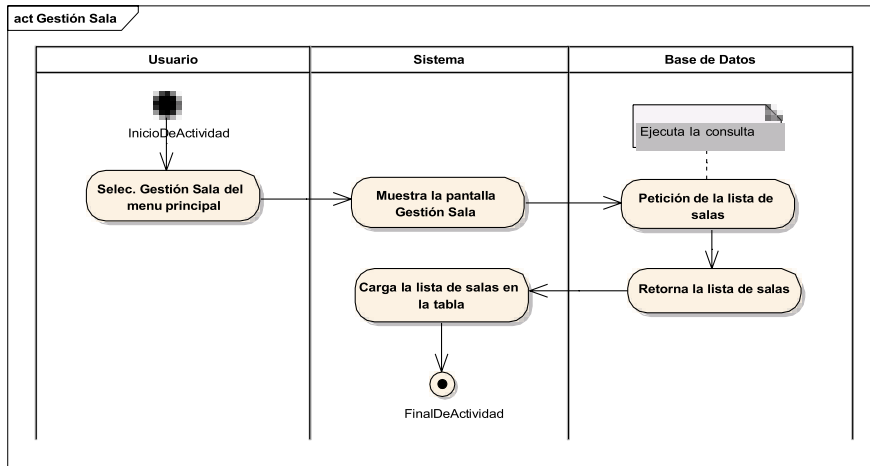 act Gestión Sala
Usuario
Sistema
Base de Datos
InicioDeActividad
Ejecuta la consulta
Selec. Gestión Sala del
menu principal
Muestra la pantalla
Gestión Sala
Petición de la lista de
salas
Carga la lista de salas en
la tabla
Retorna la lista de salas
FinalDeActividad